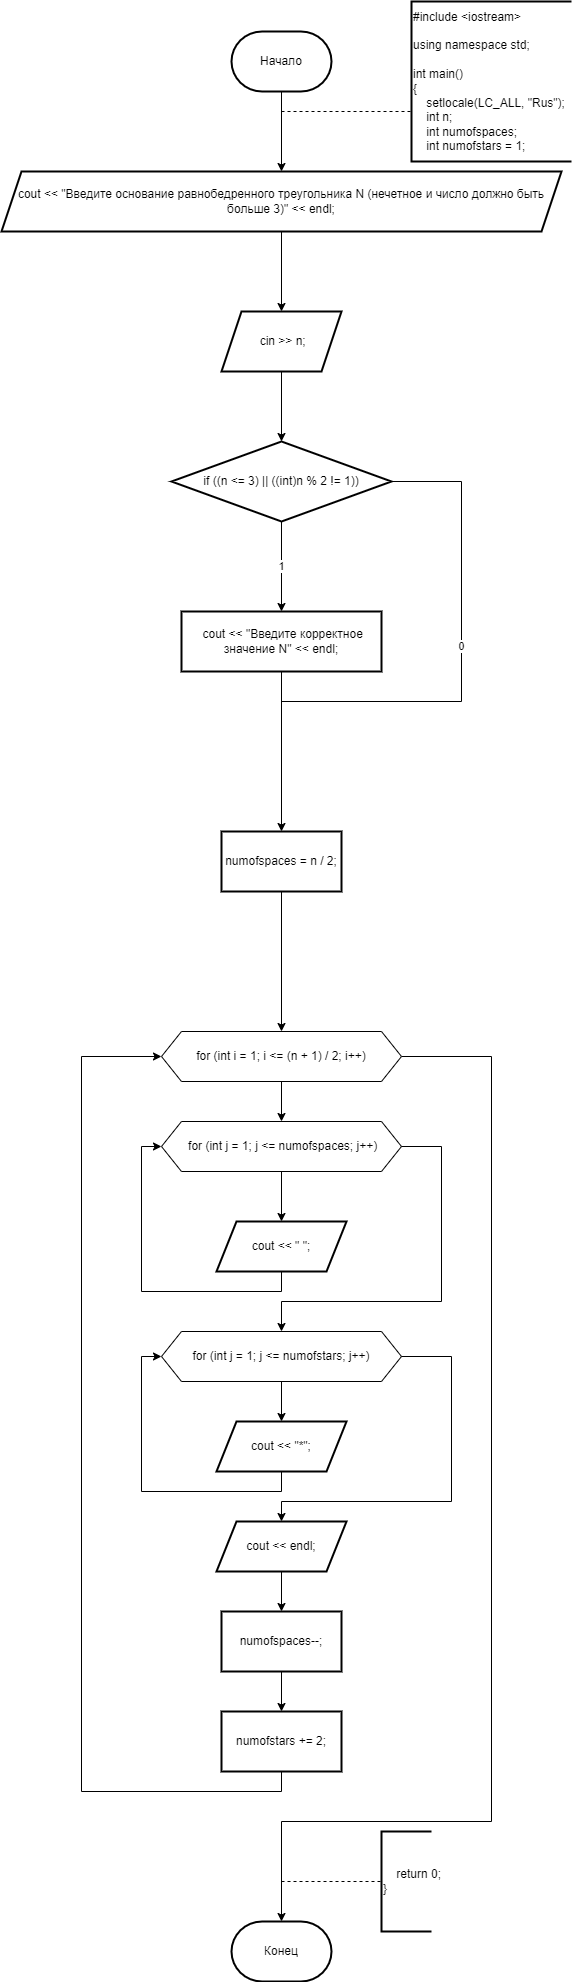 #include <iostream>
using namespace std;
int main()
{
setlocale(LC_ALL, "Rus");
int n;
int numofspaces;
int numofstars = 1;
Начало
cout << "Введите основание равнобедренного треугольника N (нечетное и число должно быть
больше 3)" << endl;
cin >> n;
if ((n <= 3) || ((int)n % 2 != 1))
1
cout << "Введите корректное
значение N" << endl;
0
numofspaces = n / 2;
for (int i = 1; i <= (n + 1) / 2; i++)
for (int j = 1; j <= numofspaces; j++)
cout << " ";
for (int j = 1; j <= numofstars; j++)
cout << "*";
cout << endl;
numofspaces--;
numofstars += 2;
return 0;
}
Конец